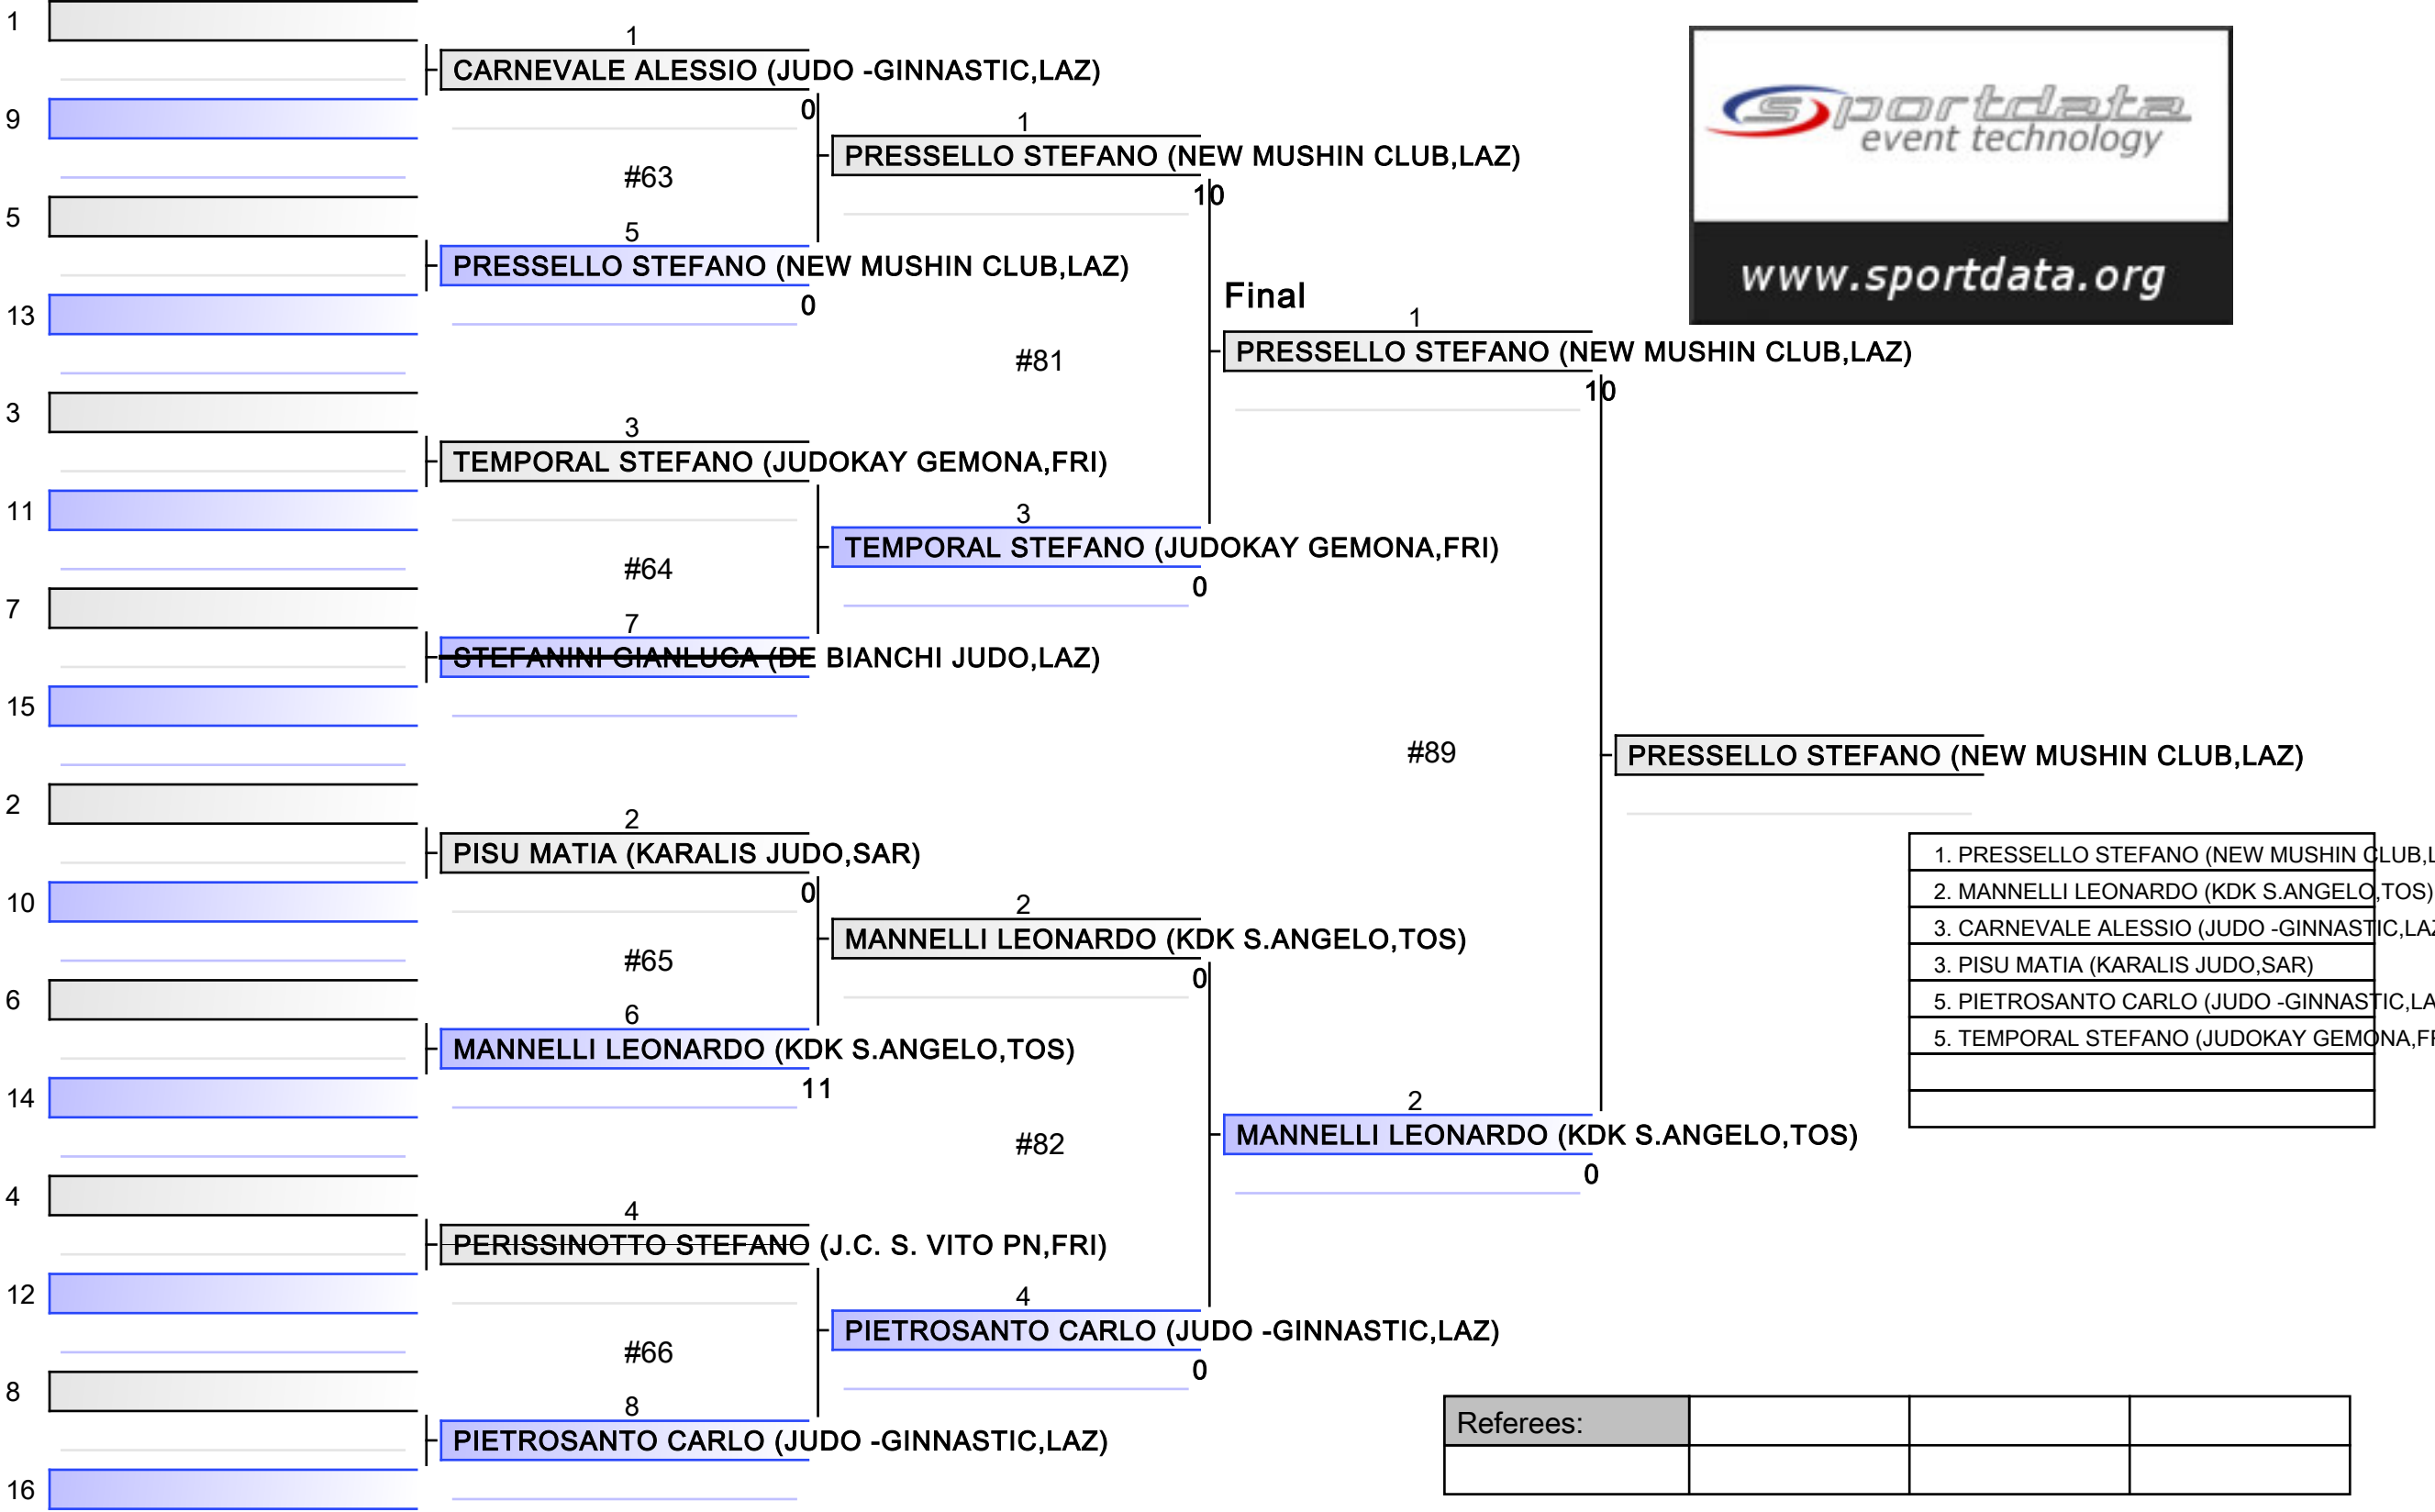 1
9
5
13
3
11
7
15
2
10
6
14
4
12
8
16
1
CARNEVALE ALESSIO (JUDO -GINNASTIC,LAZ)
0
#63
5
PRESSELLO STEFANO (NEW MUSHIN CLUB,LAZ)
0
3
TEMPORAL STEFANO (JUDOKAY GEMONA,FRI)
#64
7
STEFANINI GIANLUCA (DE BIANCHI JUDO,LAZ)
2
PISU MATIA (KARALIS JUDO,SAR)
0
#65
6
MANNELLI LEONARDO (KDK S.ANGELO,TOS)
11
4
PERISSINOTTO STEFANO (J.C. S. VITO PN,FRI)
#66
8
PIETROSANTO CARLO (JUDO -GINNASTIC,LAZ)
1
PRESSELLO STEFANO (NEW MUSHIN CLUB,LAZ)
10
#81
3
TEMPORAL STEFANO (JUDOKAY GEMONA,FRI)
0
2
MANNELLI LEONARDO (KDK S.ANGELO,TOS)
0
#82
4
PIETROSANTO CARLO (JUDO -GINNASTIC,LAZ)
0
Final
1
PRESSELLO STEFANO (NEW MUSHIN CLUB,LAZ)
10
#89
2
MANNELLI LEONARDO (KDK S.ANGELO,TOS)
0
PRESSELLO STEFANO (NEW MUSHIN CLUB,LAZ)
sportdata
event technology
www.sportdata.org
1. PRESSELLO STEFANO (NEW MUSHIN CLUB,L
2. MANNELLI LEONARDO (KDK S.ANGELO,TOS)
3. CARNEVALE ALESSIO (JUDO -GINNASTIC,LAZ
3. PISU MATIA (KARALIS JUDO,SAR)
5. PIETROSANTO CARLO (JUDO -GINNASTIC,LA
5. TEMPORAL STEFANO (JUDOKAY GEMONA,FR
Referees: